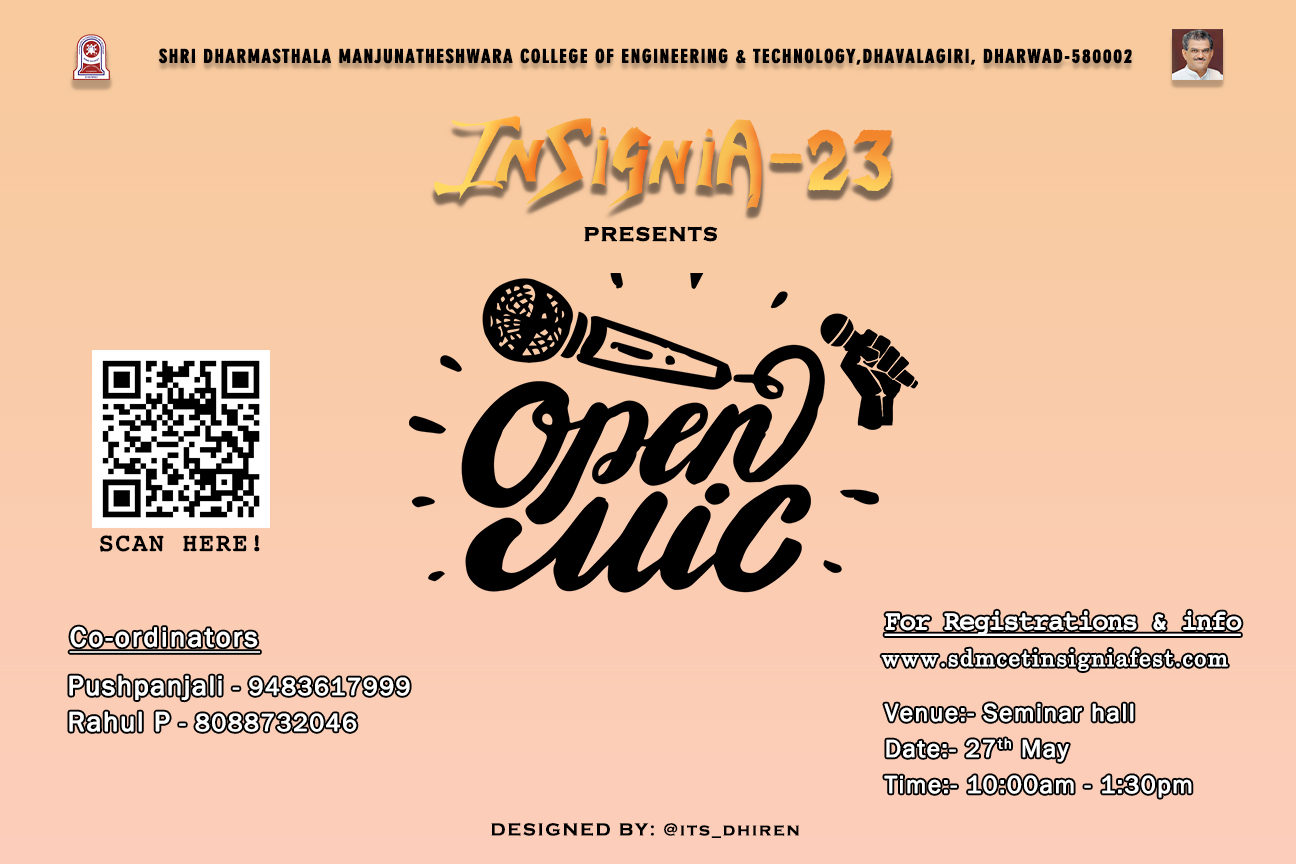 SHRI DHARMASTHALA MANJUNATHESHWARA COLLEGE OF ENGINEERING & TECHNOLOGY,DHAVALAGIRI, DHARWAD-580002
INSIGNIA-23
PRESENTS
Open
Mic
SCAN HERE!
Co-ordinators
Pushpanjali - 9483617999
Rahul P - 8088732046
For Registrations & info
www.sdmcetinsigniafest.com
Venue:- Seminar hall
Date:- 27th May
Time:- 10:00am - 1:30pm
DESIGNED BY: @ITS_DHIREN